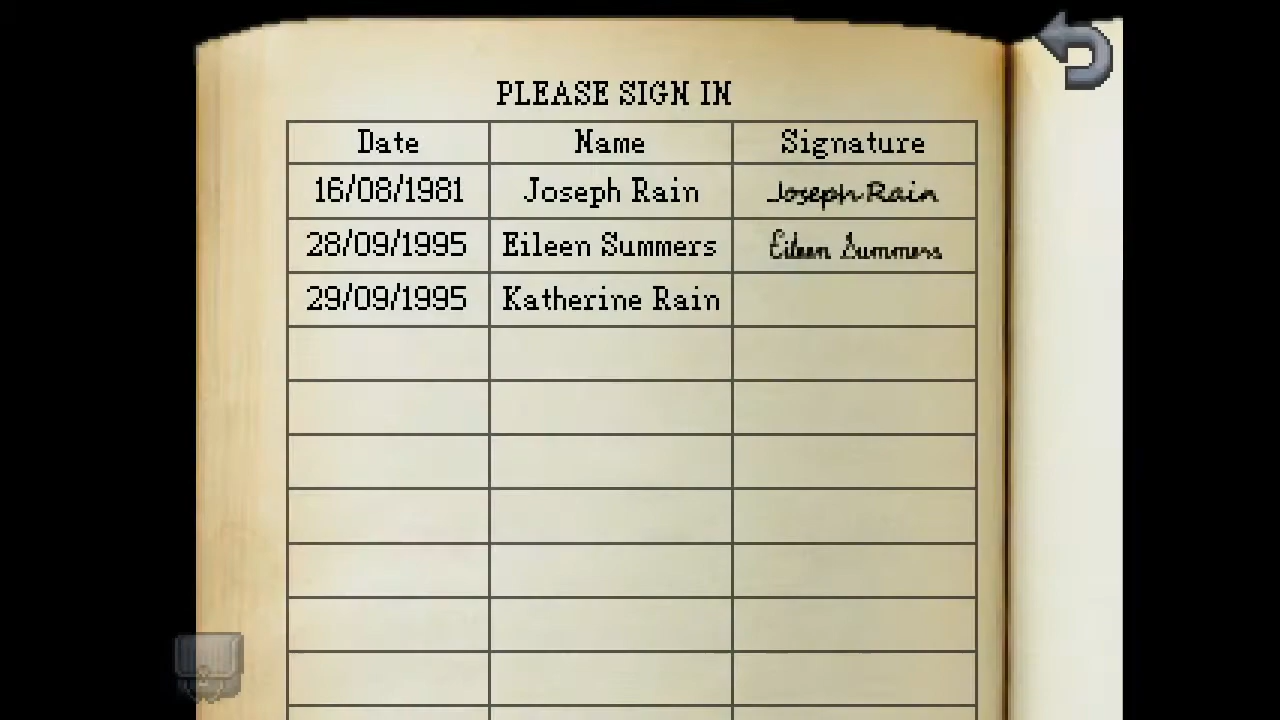 PLEASE SIGN IN
Date Name Signature
16/08/1981 Joseph Rain Joseph Rain
28/09/1995 Eileen Summers Eileen Summers
29/09/1995 Katherine Rain